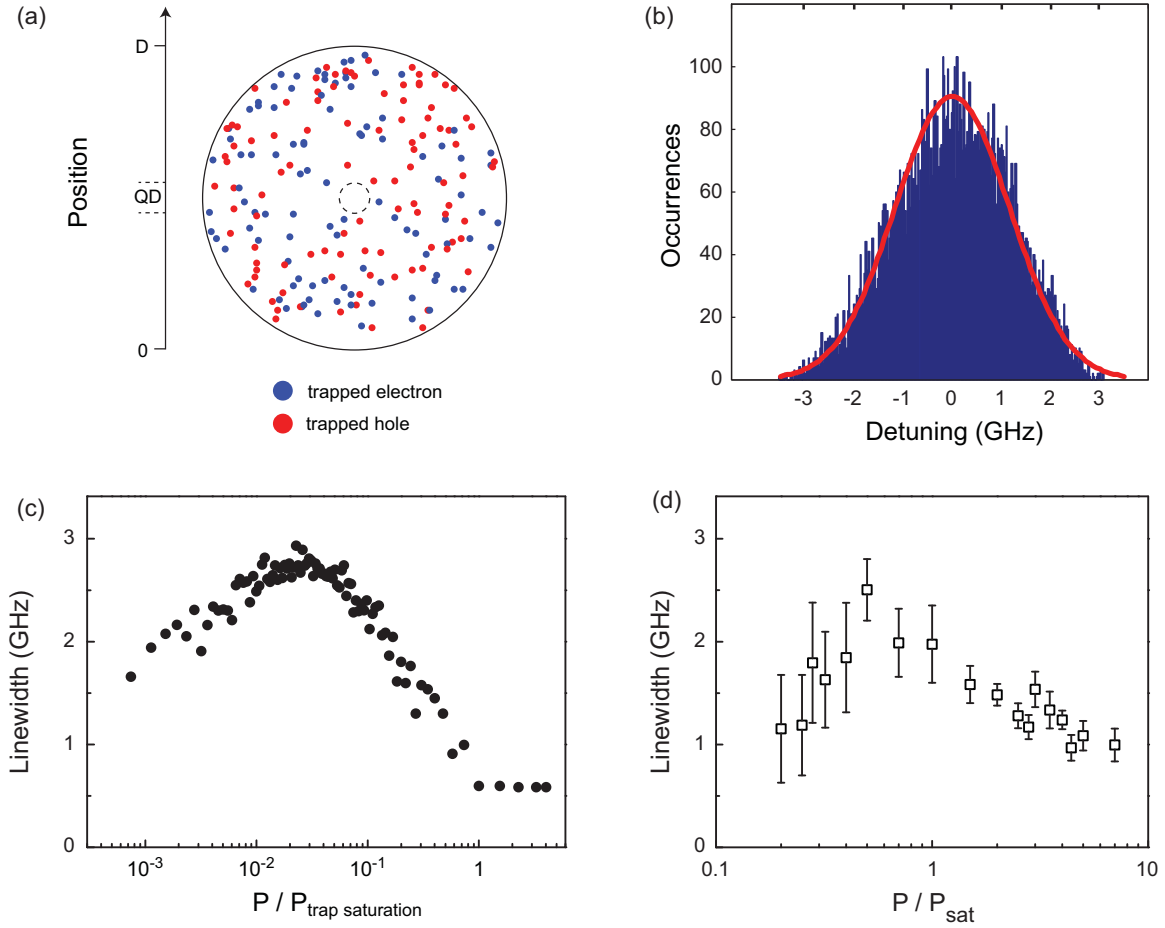 (a)
D
QD
0
Position
trapped electron
trapped hole
(b)
100
80
60
40
20
0
Occurrences
-3 -2 -1 0 1 2 3
Detuning (GHz)
(c)
3
2
1
0
Linewidth (GHz)
10-3 10-2 10-1 1
P / Ptrap saturation
(d)
3
2
1
0
Linewidth (GHz)
0.1 1 10
P / Psat